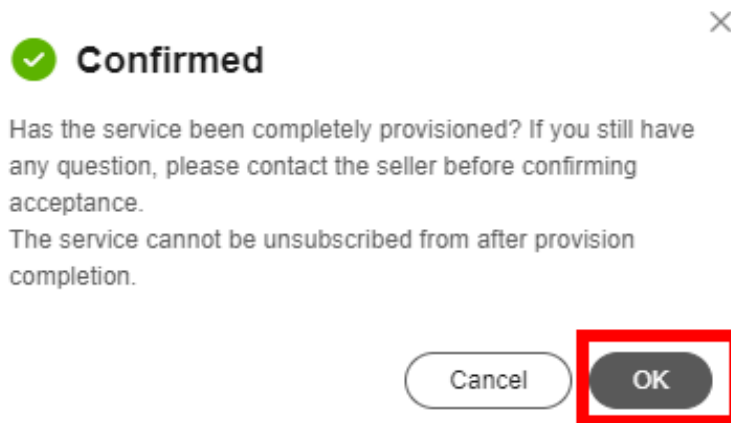 Confirmed
Has the service been completely provisioned? If you still have
any question, please contact the seller before confirming
acceptance.
The service cannot be unsubscribed from after provision
completion.
Cancel OK